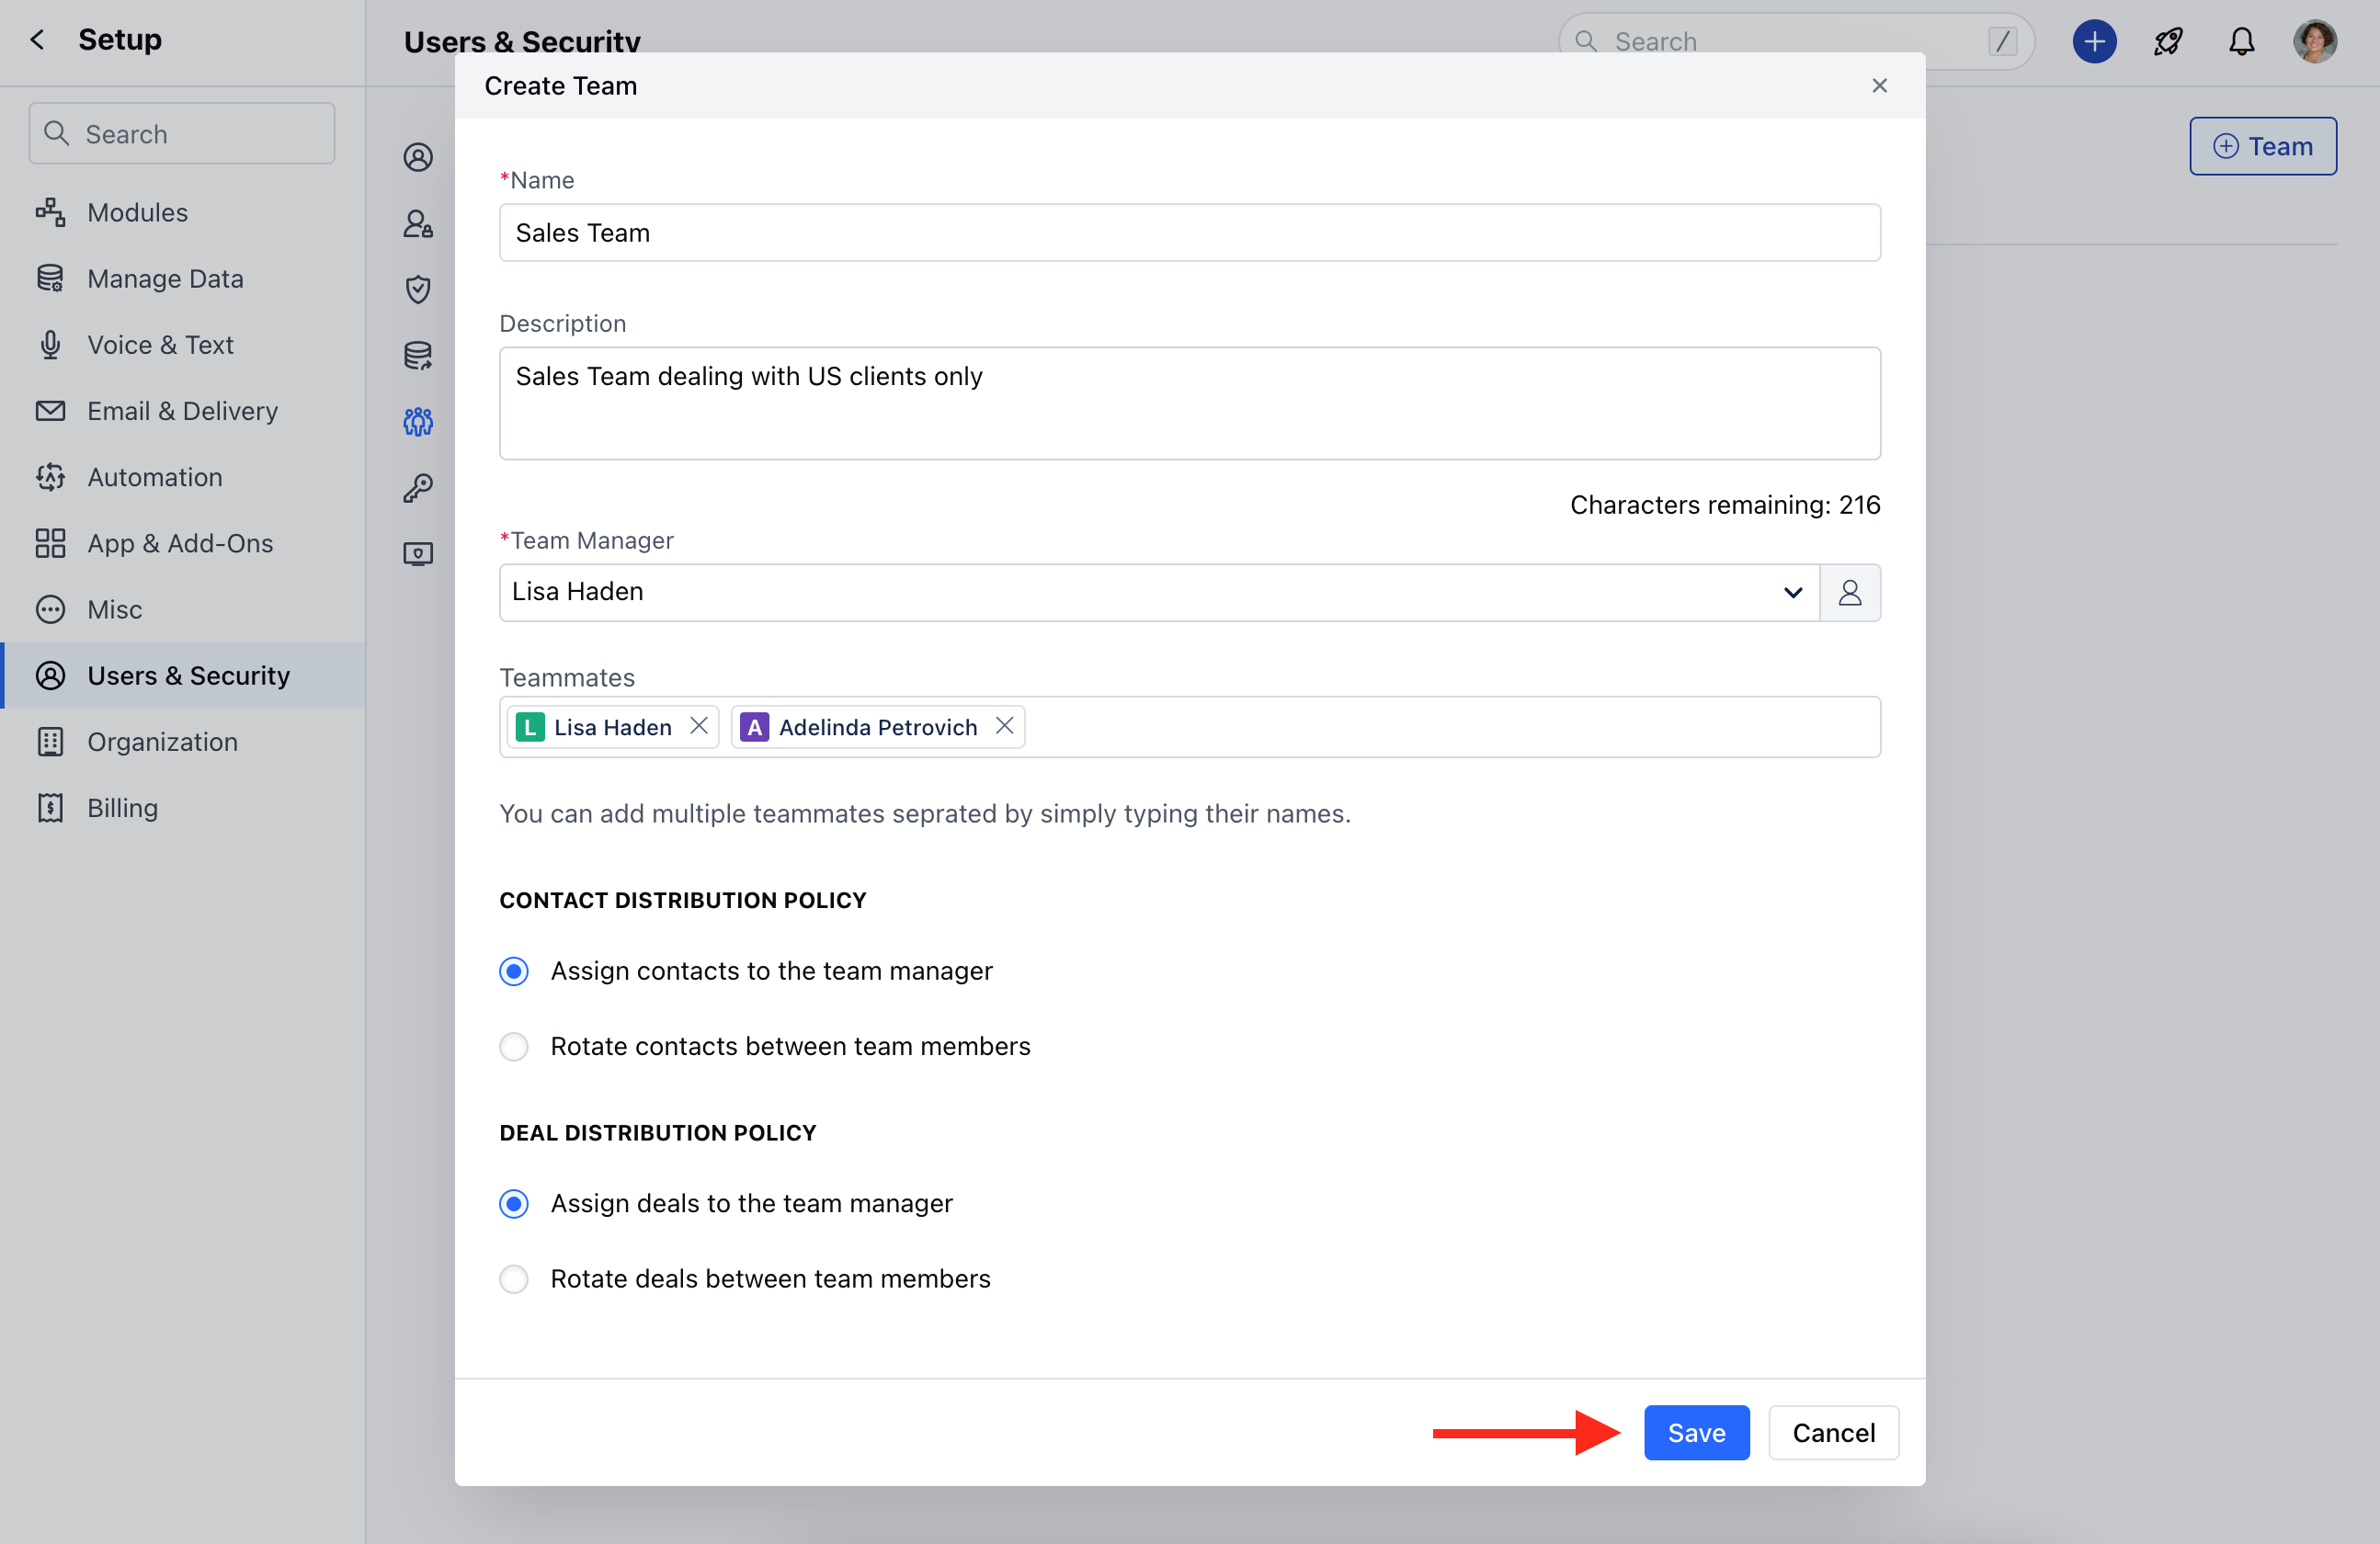 Setup
Users & Security
Search
/
Create Team
Search
Team
Modules
Manage Data
Voice & Text
Email & Delivery
Automation
App & Add-Ons
Misc
Users & Security
Organization
Billing
*Name
Sales Team
Description
Sales Team dealing with US clients only
Characters remaining: 216
*Team Manager
Lisa Haden
Teammates
L Lisa Haden
A Adelinda Petrovich
You can add multiple teammates seprated by simply typing their names.
CONTACT DISTRIBUTION POLICY
Assign contacts to the team manager
Rotate contacts between team members
DEAL DISTRIBUTION POLICY
Assign deals to the team manager
Rotate deals between team members
Save
Cancel